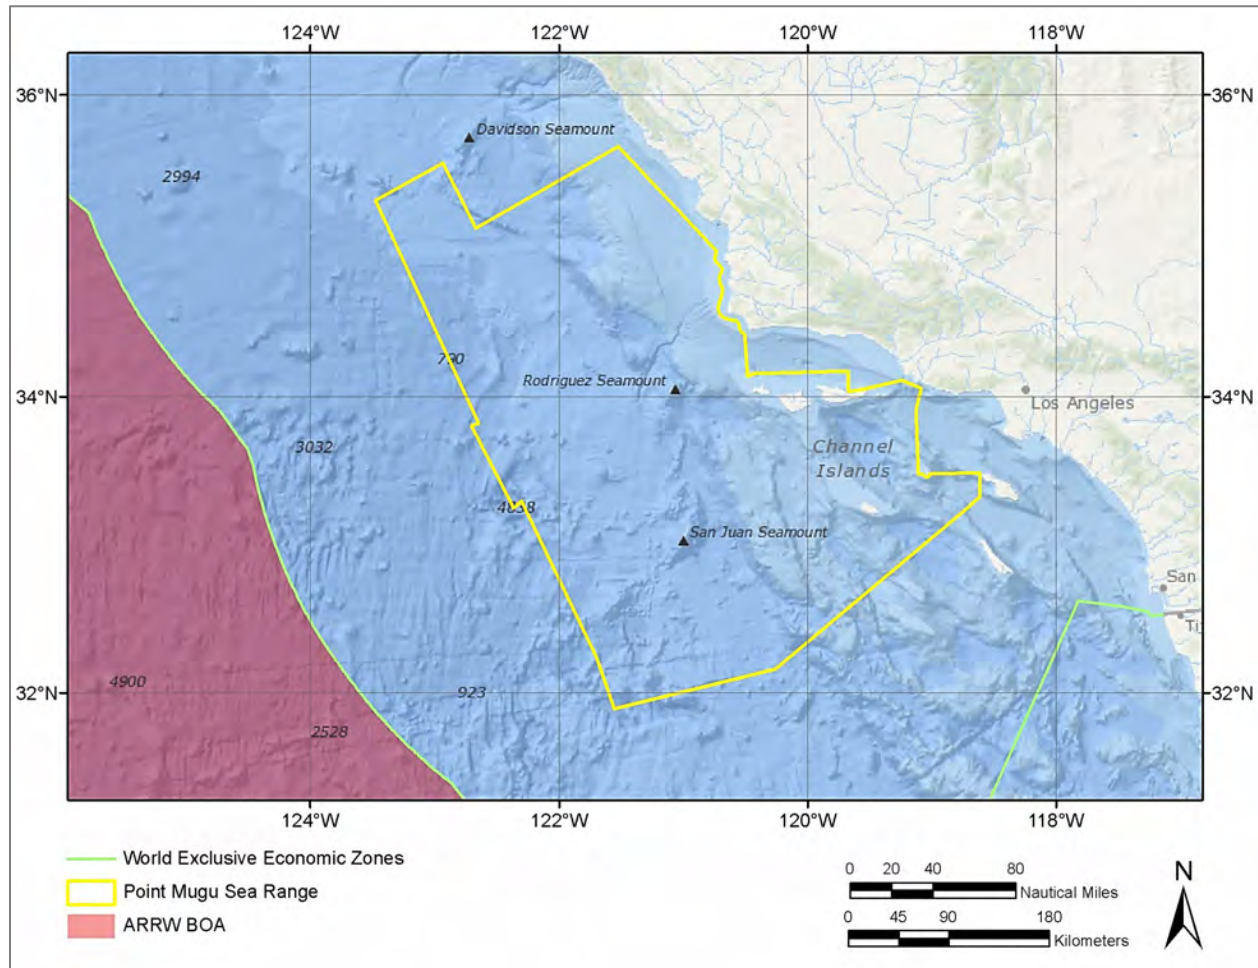 124°W 122°W 120°W 118°W
36°N 36°N
Davidson Seamount
2994
790
Rodriguez Seamount
34°N 34°N
Los Angeles
3032
Channel
Islands
San Juan Seamount
San
4900
32°N 923 32°N
2528
124°W 122°W 120°W 118°W
World Exclusive Economic Zones
Point Mugu Sea Range
ARRW BOA
N
0 20 40 80
Nautical Miles
0 45 90 180
Kilometers